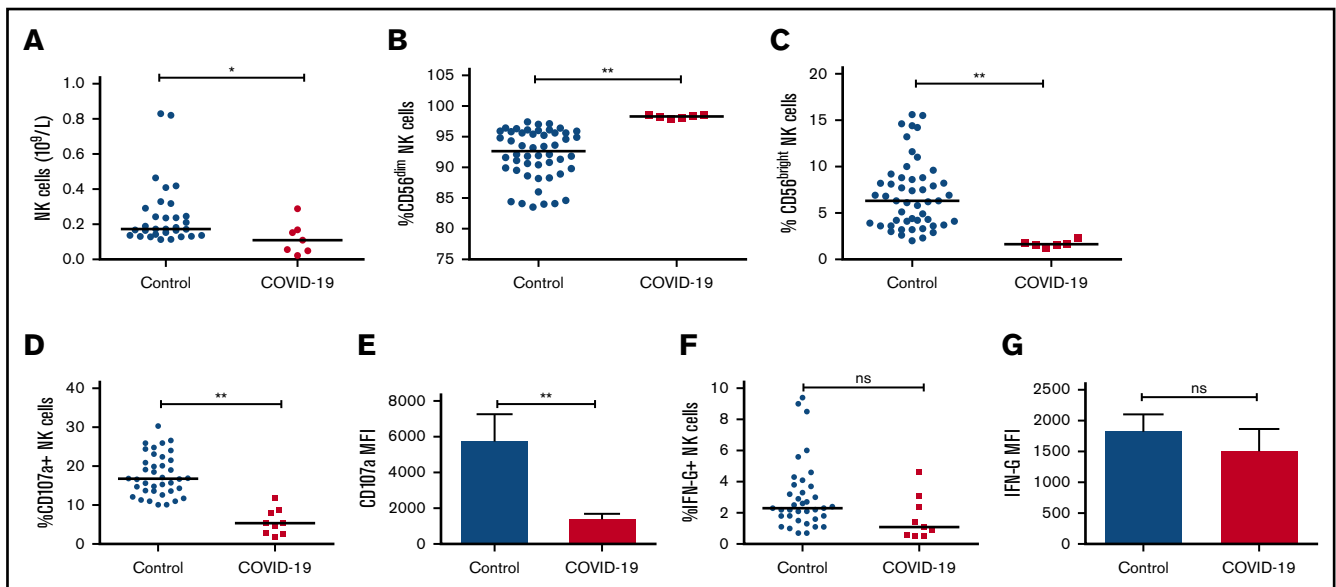 A
NK cells (10⁹/L)
1.0
0.8
0.6
0.4
0.2
0.0
*
Control
COVID-19
B
%CD56ᵈⁱᵐ NK cells
105
100
95
90
85
80
75
**
Control
COVID-19
C
% CD56ᵇʳⁱᵍʰᵗ NK cells
20
15
10
5
0
**
Control
COVID-19
D
%CD107a+ NK cells
40
30
20
10
0
**
Control
COVID-19
E
CD107a MFI
8000
6000
4000
2000
0
**
Control
COVID-19
F
%IFN-G+ NK cells
10
8
6
4
2
0
ns
Control
COVID-19
G
IFN-G MFI
2500
2000
1500
1000
500
0
ns
Control
COVID-19